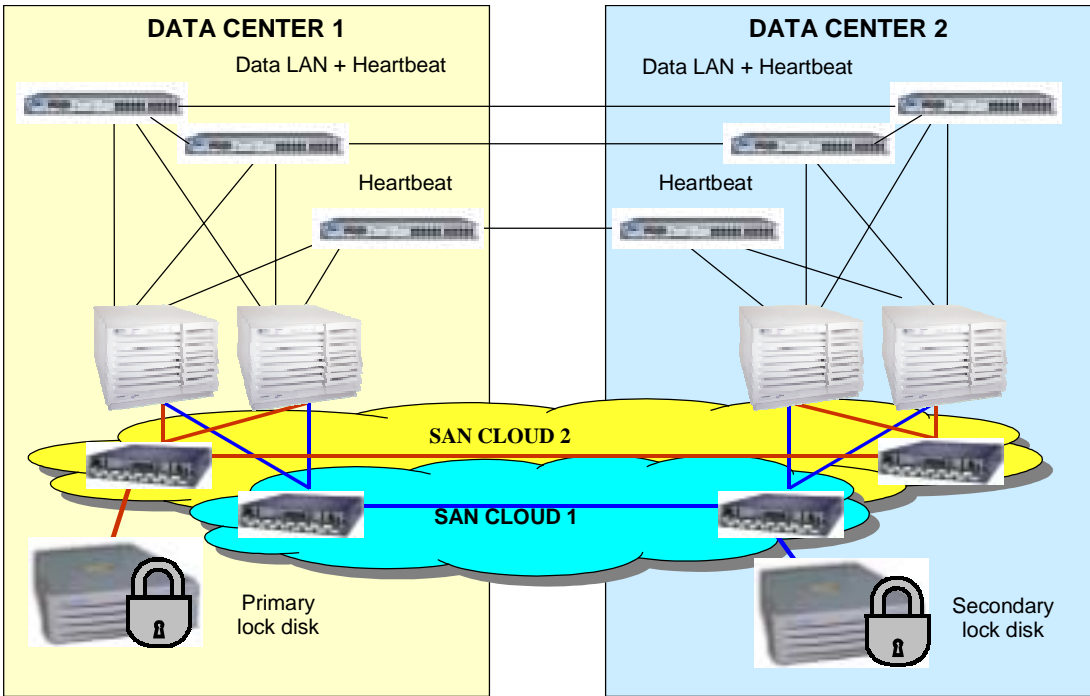 DATA CENTER 1
DATA CENTER 2
Data LAN + Heartbeat
Data LAN + Heartbeat
Heartbeat
Heartbeat
SAN CLOUD 2
SAN CLOUD 1
Primary
lock disk
Secondary
lock disk